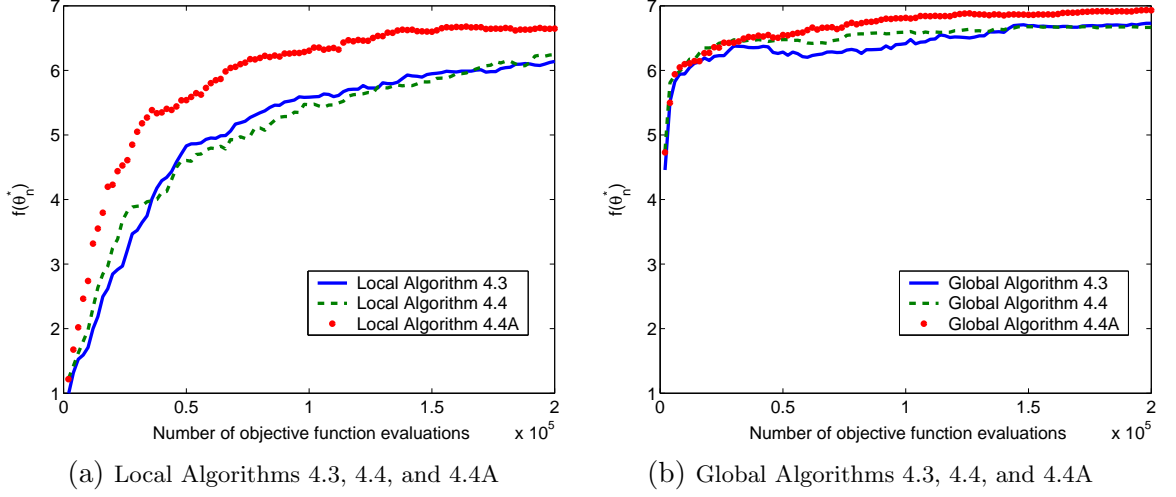 7
6
5
4
3
2
1
f(θ*n)
Local Algorithm 4.3
Local Algorithm 4.4
Local Algorithm 4.4A
0 0.5 1 1.5 2
Number of objective function evaluations x 10^5
(a) Local Algorithms 4.3, 4.4, and 4.4A
7
6
5
4
3
2
1
f(θ*n)
Global Algorithm 4.3
Global Algorithm 4.4
Global Algorithm 4.4A
0 0.5 1 1.5 2
Number of objective function evaluations x 10^5
(b) Global Algorithms 4.3, 4.4, and 4.4A